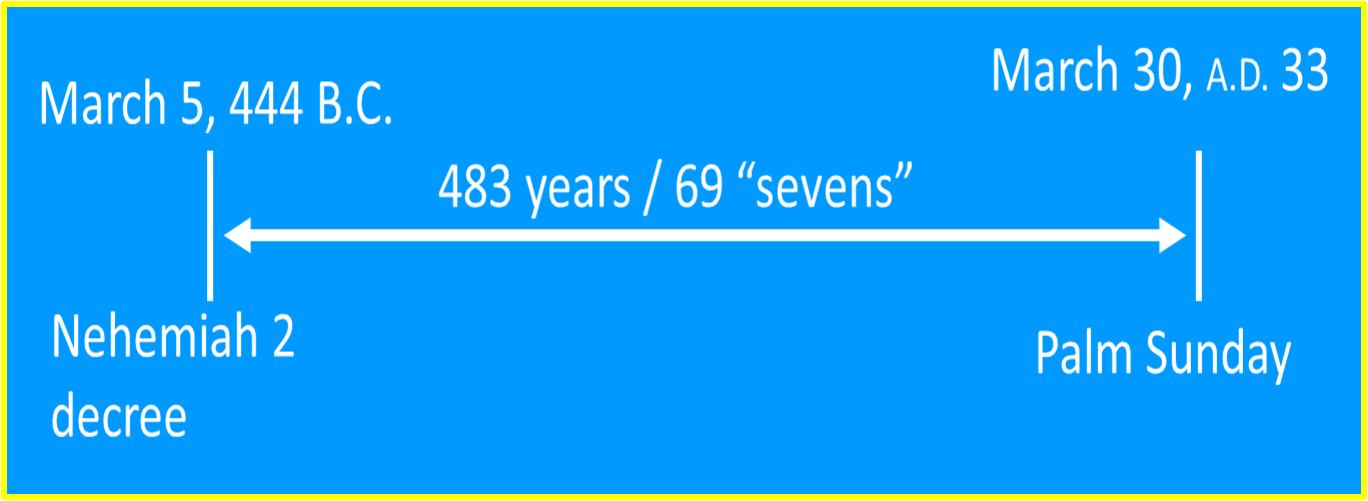 March 5, 444 B.C.
March 30, A.D. 33
483 years / 69 “sevens”
Nehemiah 2
decree
Palm Sunday